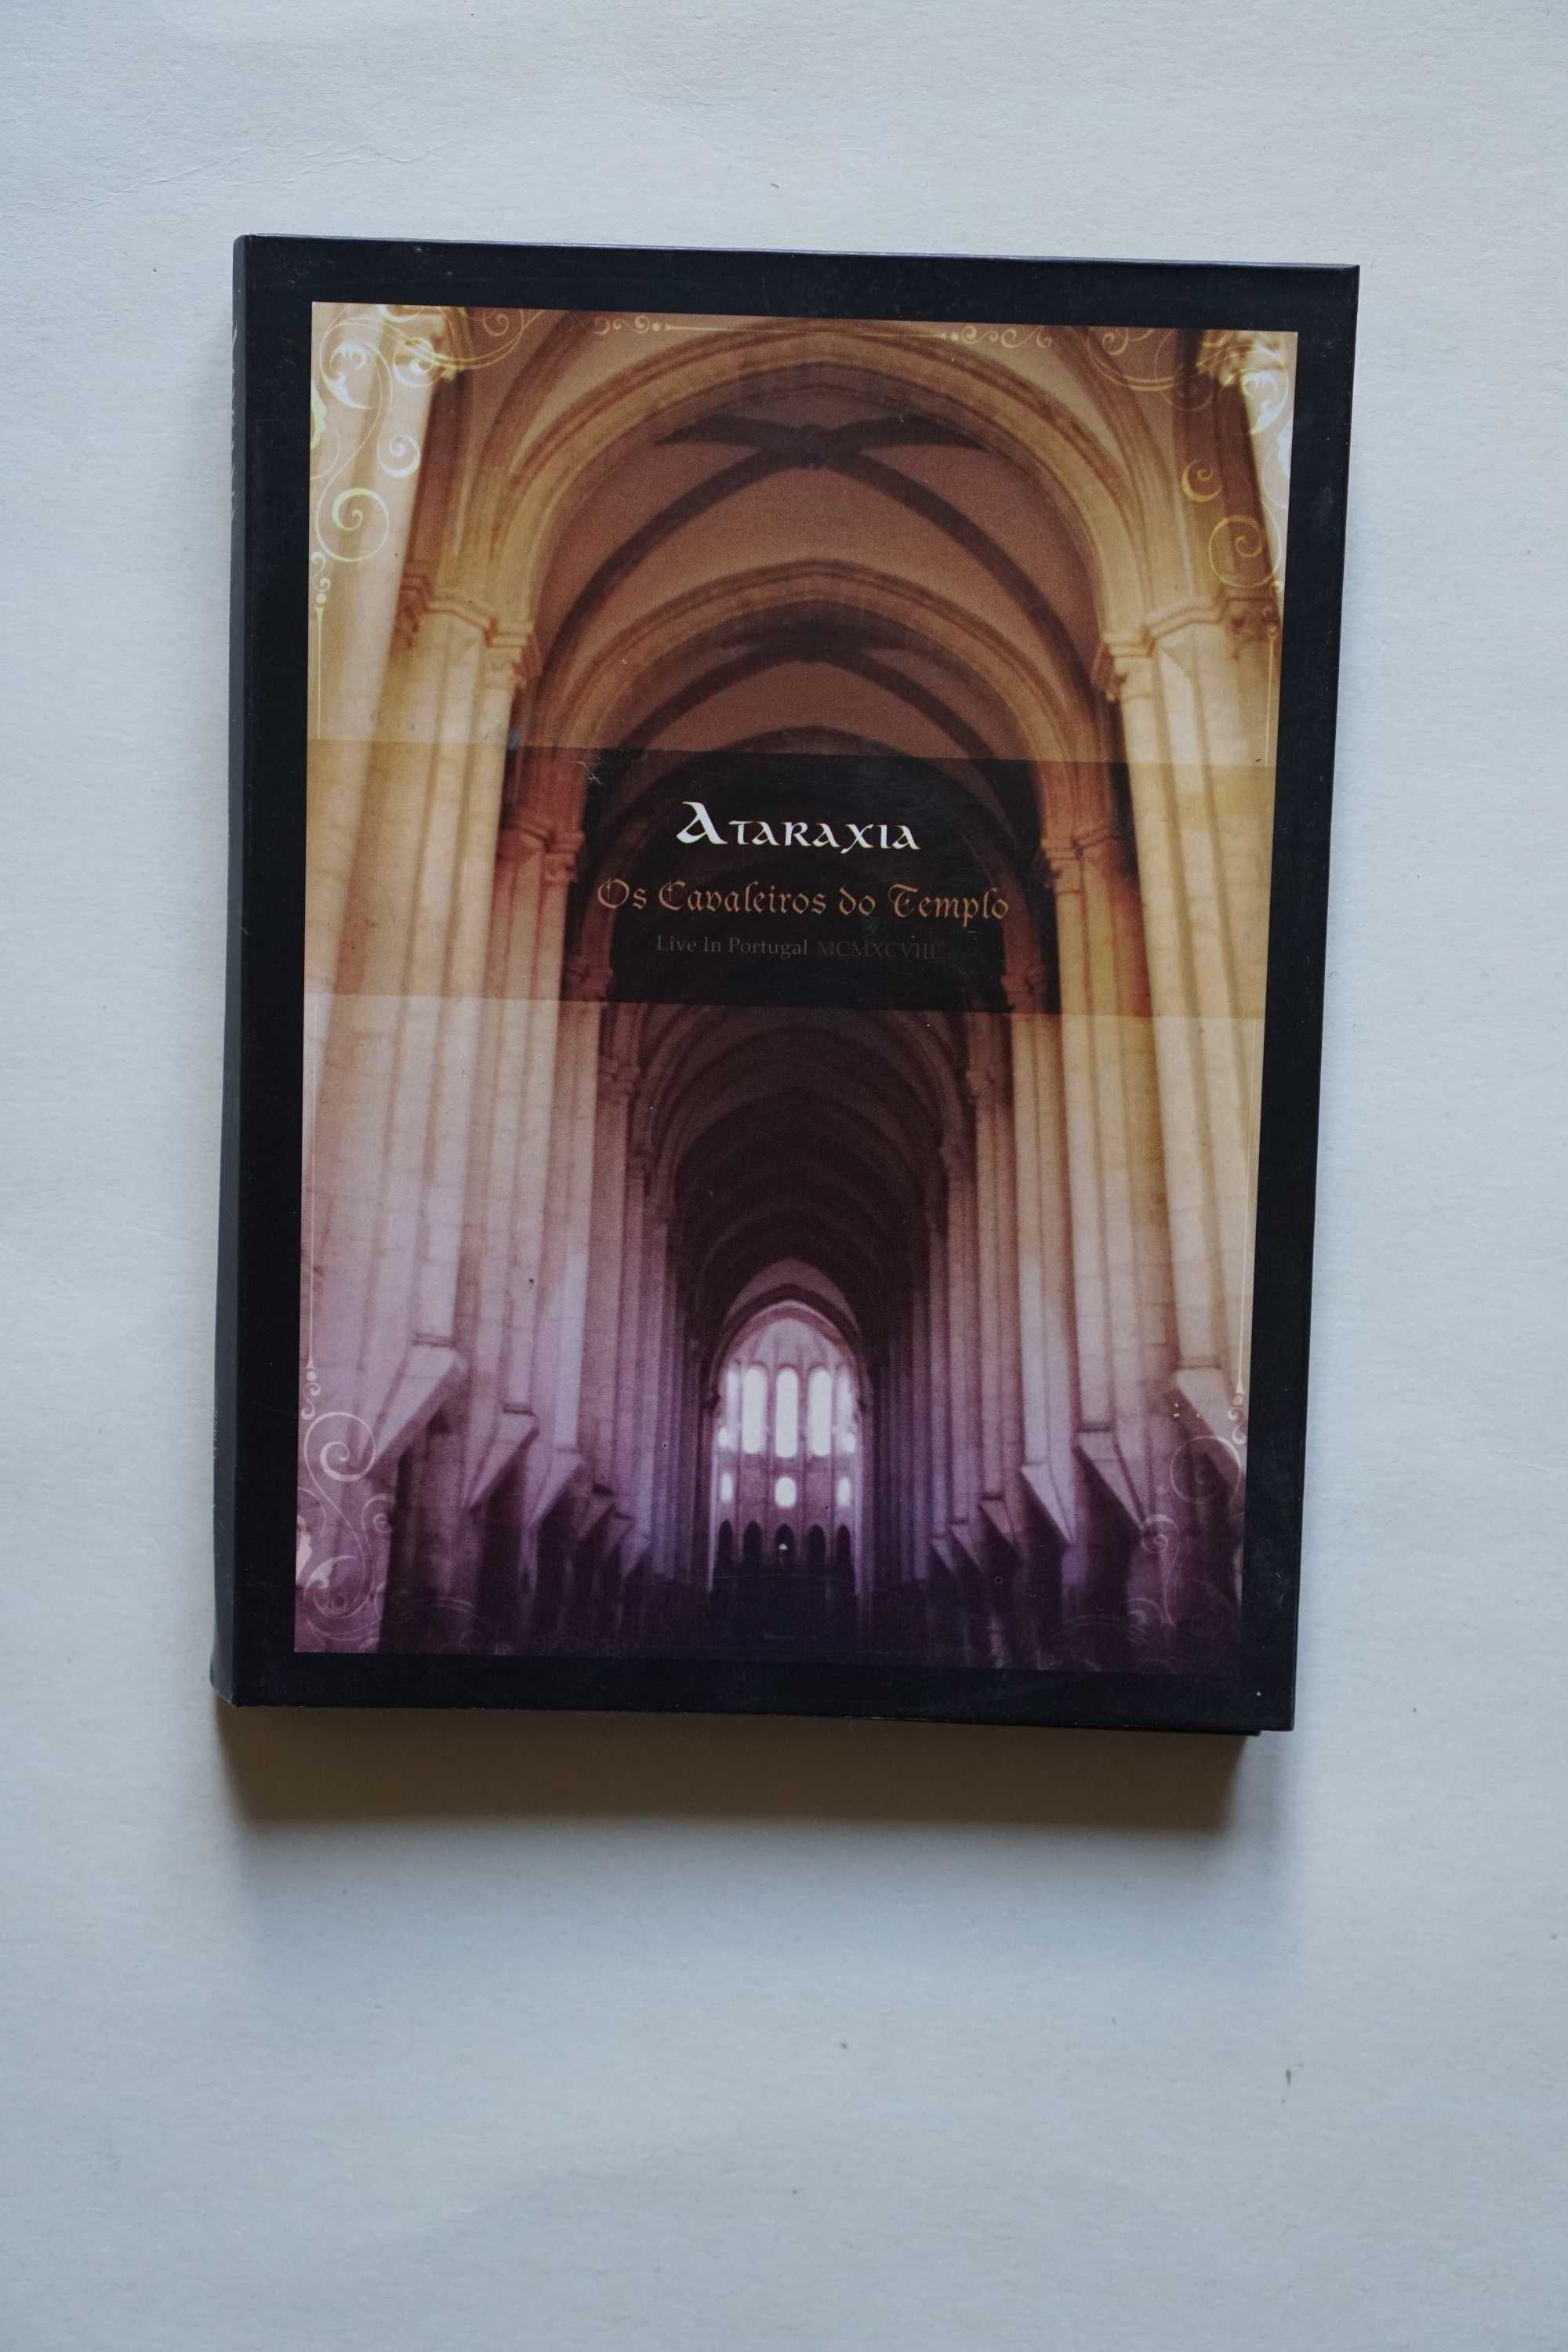 Ataraxia
Os Cavaleiros do Templo
Live In Portugal MCMXCVIII